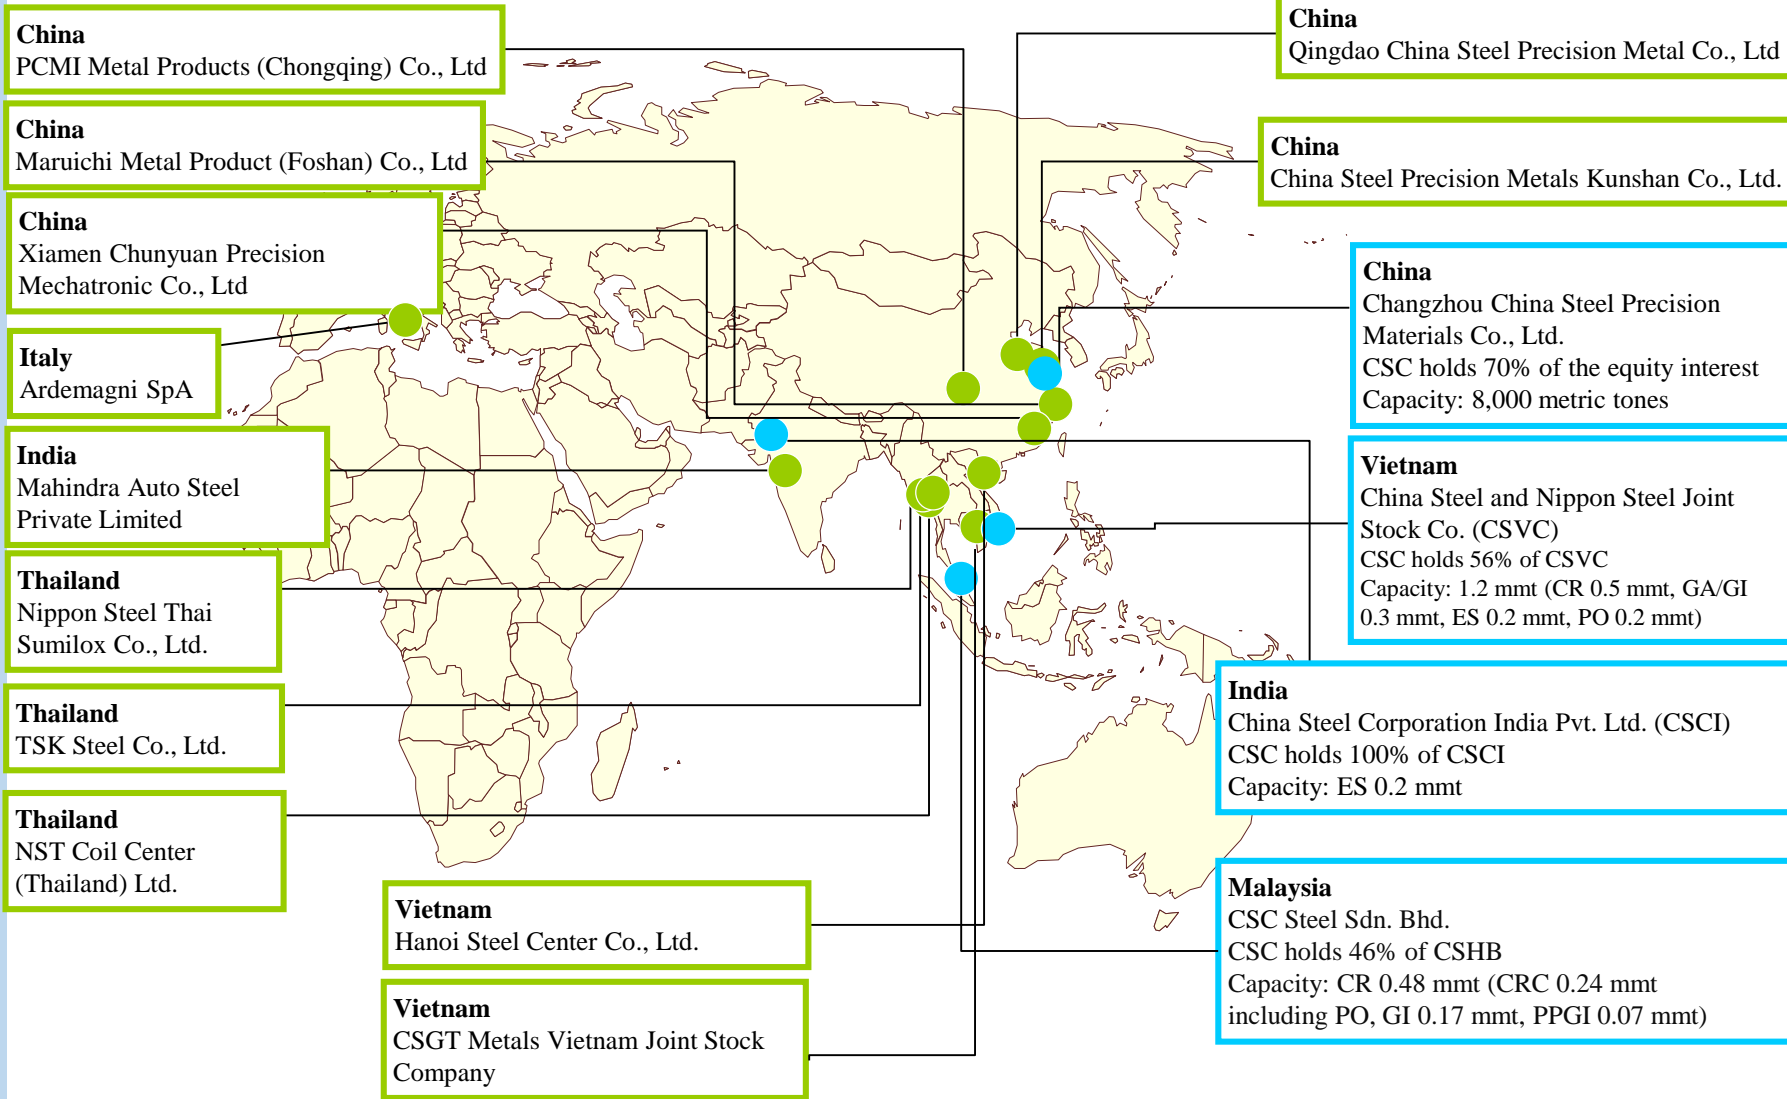 China
PCMI Metal Products (Chongqing) Co., Ltd
China
Maruichi Metal Product (Foshan) Co., Ltd
China
Xiamen Chunyuan Precision
Mechatronic Co., Ltd
Italy
Ardemagni SpA
India
Mahindra Auto Steel
Private Limited
Thailand
Nippon Steel Thai
Sumilox Co., Ltd.
Thailand
TSK Steel Co., Ltd.
Thailand
NST Coil Center
(Thailand) Ltd.
Vietnam
Hanoi Steel Center Co., Ltd.
Vietnam
CSGT Metals Vietnam Joint Stock
Company
China
Qingdao China Steel Precision Metal Co., Ltd
China
China Steel Precision Metals Kunshan Co., Ltd.
China
Changzhou China Steel Precision
Materials Co., Ltd.
CSC holds 70% of the equity interest
Capacity: 8,000 metric tones
Vietnam
China Steel and Nippon Steel Joint
Stock Co. (CSVC)
CSC holds 56% of CSVC
Capacity: 1.2 mmt (CR 0.5 mmt, GA/GI
0.3 mmt, ES 0.2 mmt, PO 0.2 mmt)
India
China Steel Corporation India Pvt. Ltd. (CSCI)
CSC holds 100% of CSCI
Capacity: ES 0.2 mmt
Malaysia
CSC Steel Sdn. Bhd.
CSC holds 46% of CSHB
Capacity: CR 0.48 mmt (CRC 0.24 mmt
including PO, GI 0.17 mmt, PPGI 0.07 mmt)